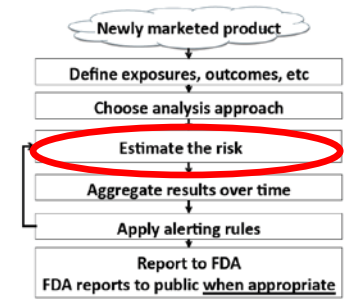 Newly marketed product
Define exposures, outcomes, etc
Choose analysis approach
Estimate the risk
Aggregate results over time
Apply alerting rules
Report to FDA
FDA reports to public when appropriate